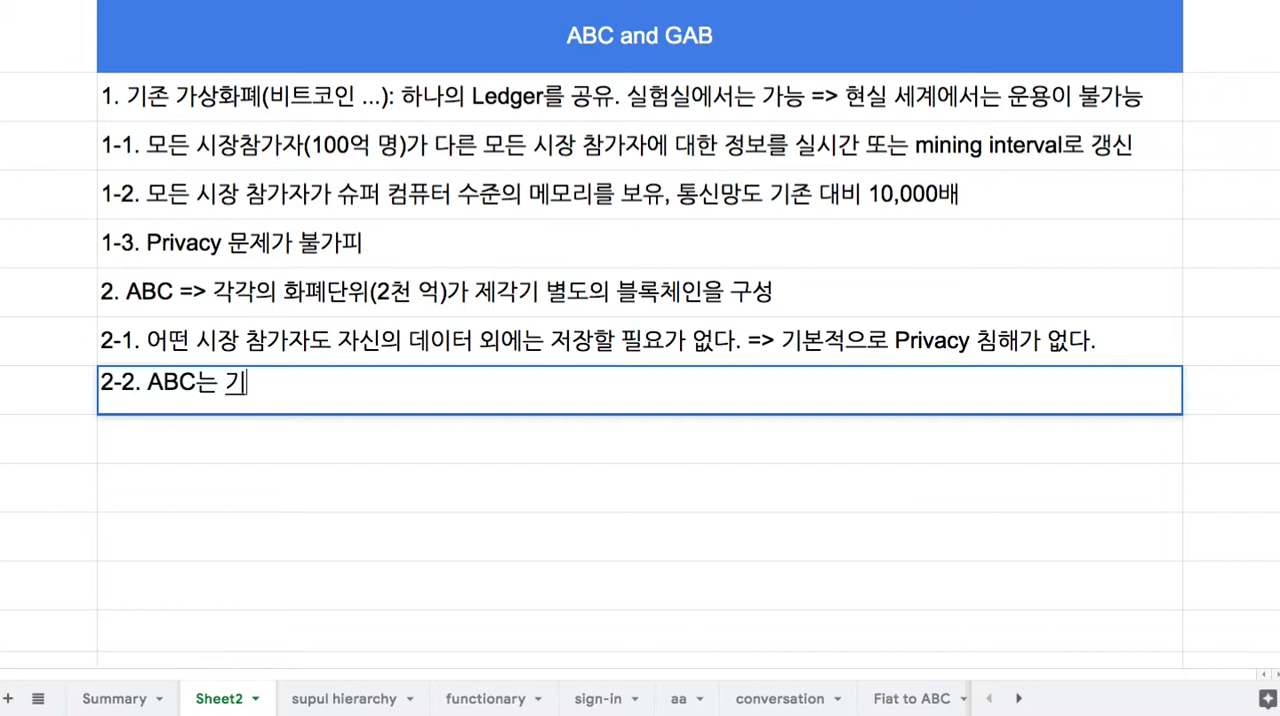 ABC and GAB
1. 기존 가상화폐(비트코인 ...): 하나의 Ledger를 공유. 실험실에서는 가능 => 현실 세계에서는 운용이 불가능
1-1. 모든 시장참가자(100억 명)가 다른 모든 시장 참가자에 대한 정보를 실시간 또는 mining interval로 갱신
1-2. 모든 시장 참가자가 슈퍼 컴퓨터 수준의 메모리를 보유, 통신망도 기존 대비 10,000배
1-3. Privacy 문제가 불가피
2. ABC => 각각의 화폐단위(2천 억)가 제각기 별도의 블록체인을 구성
2-1. 어떤 시장 참가자도 자신의 데이터 외에는 저장할 필요가 없다. => 기본적으로 Privacy 침해가 없다.
2-2. ABC는 기
+ Summary Sheet2 supul hierarchy functionary sign-in aa conversation Fiat to ABC